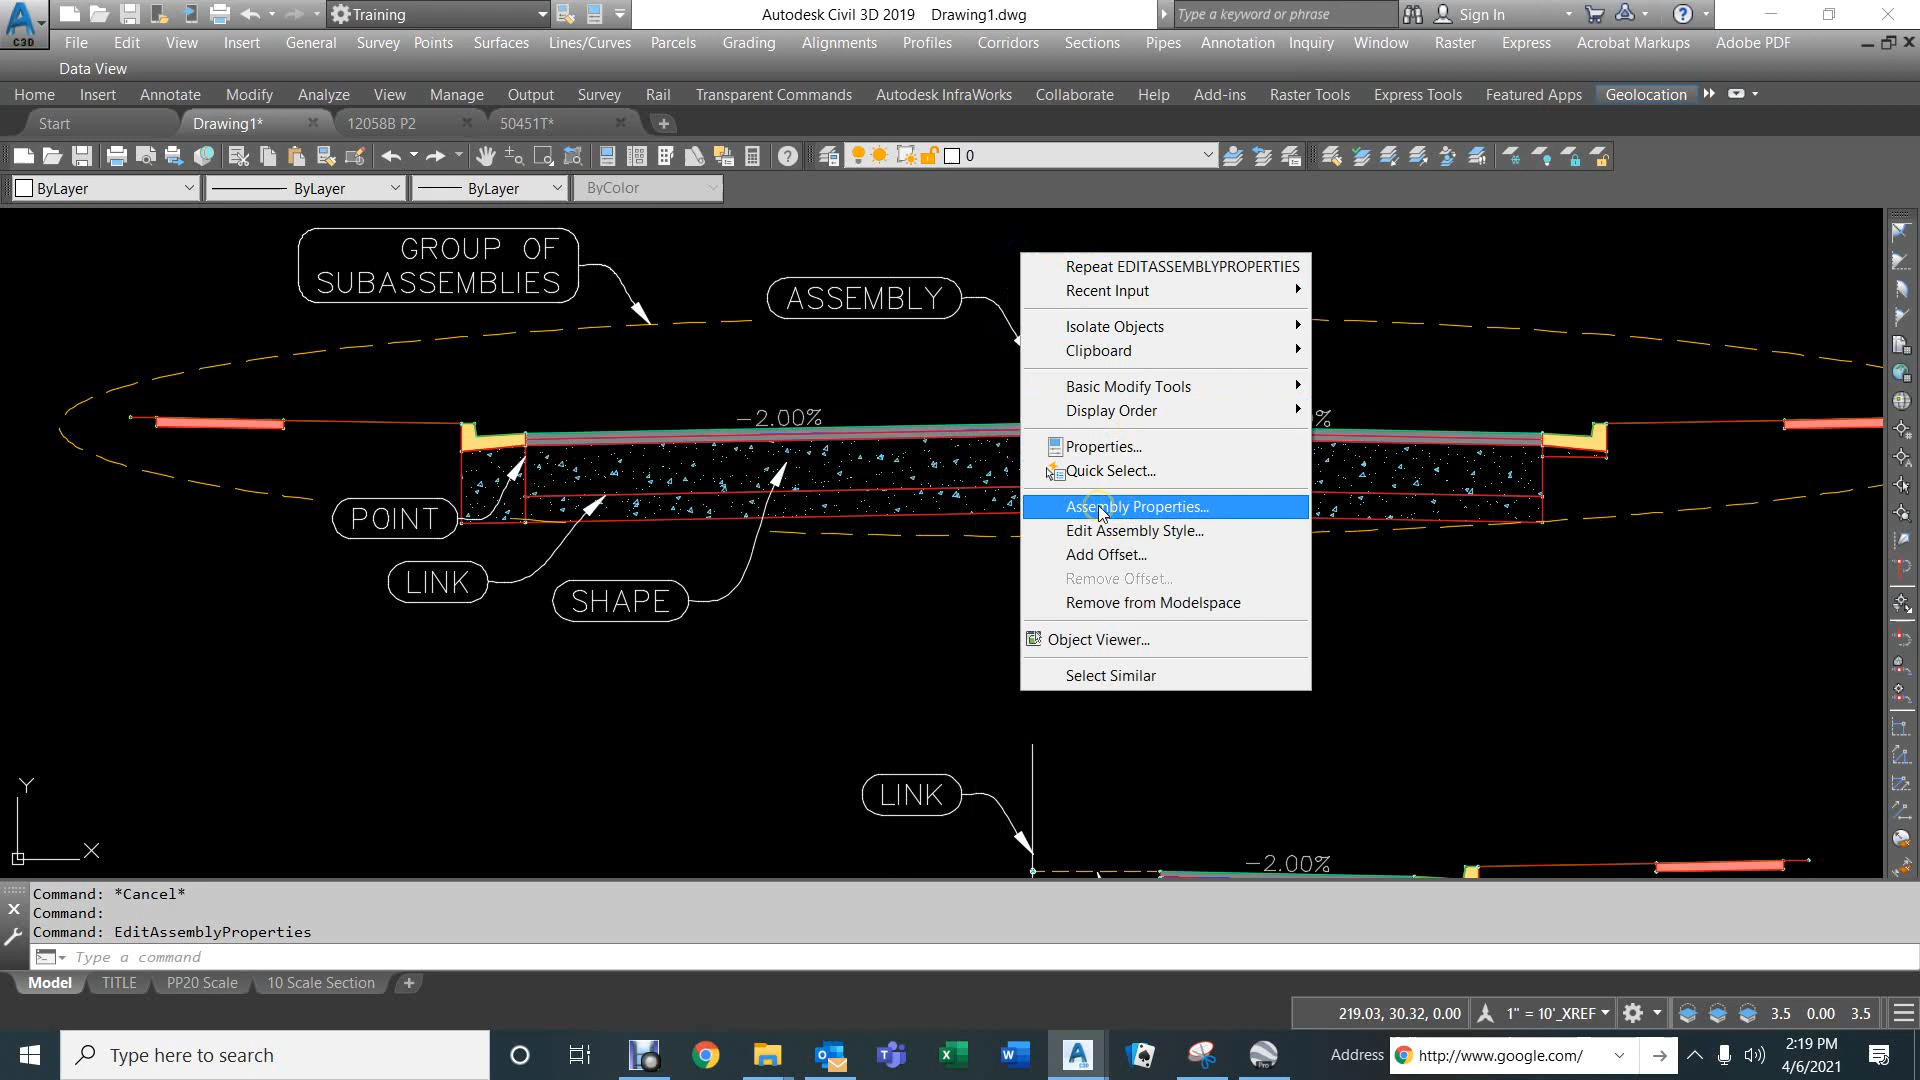 Training
Autodesk Civil 3D 2019 Drawing1.dwg
Type a keyword or phrase
Sign In
C3D
File Edit View Insert General Survey Points Surfaces Lines/Curves Parcels Grading Alignments Profiles Corridors Sections Pipes Annotation Inquiry Window Raster Express Acrobat Markups Adobe PDF
Data View
Home Insert Annotate Modify Analyze View Manage Output Survey Rail Transparent Commands Autodesk InfraWorks Collaborate Help Add-ins Raster Tools Express Tools Featured Apps Geolocation
Start Drawing1* 12058B P2 50451T*
0
ByLayer ByLayer ByLayer ByColor
GROUP OF
SUBASSEMBLIES
ASSEMBLY
-2.00%
%
POINT
LINK
SHAPE
Repeat EDITASSEMBLYPROPERTIES
Recent Input
Isolate Objects
Clipboard
Basic Modify Tools
Display Order
Properties...
Quick Select...
Assembly Properties...
Edit Assembly Style...
Add Offset...
Remove Offset...
Remove from Modelspace
Object Viewer...
Select Similar
LINK
-2.00%
Y
X
Command: *Cancel*
Command:
Command: EditAssemblyProperties
Type a command
Model TITLE PP20 Scale 10 Scale Section
219.03, 30.32, 0.00 1" = 10'_XREF 3.5 0.00 3.5
Type here to search
Address http://www.google.com/
2:19 PM
4/6/2021